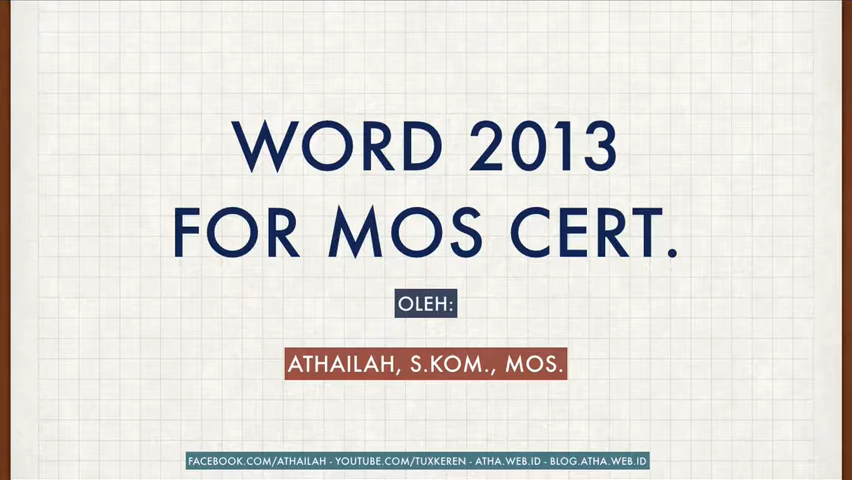 WORD 2013
FOR MOS CERT.
OLEH:
ATHAILAH, S.KOM., MOS.
FACEBOOK.COM/ATHAILAH - YOUTUBE.COM/TUXKEREN - ATHA.WEB.ID - BLOG.ATHA.WEB.ID